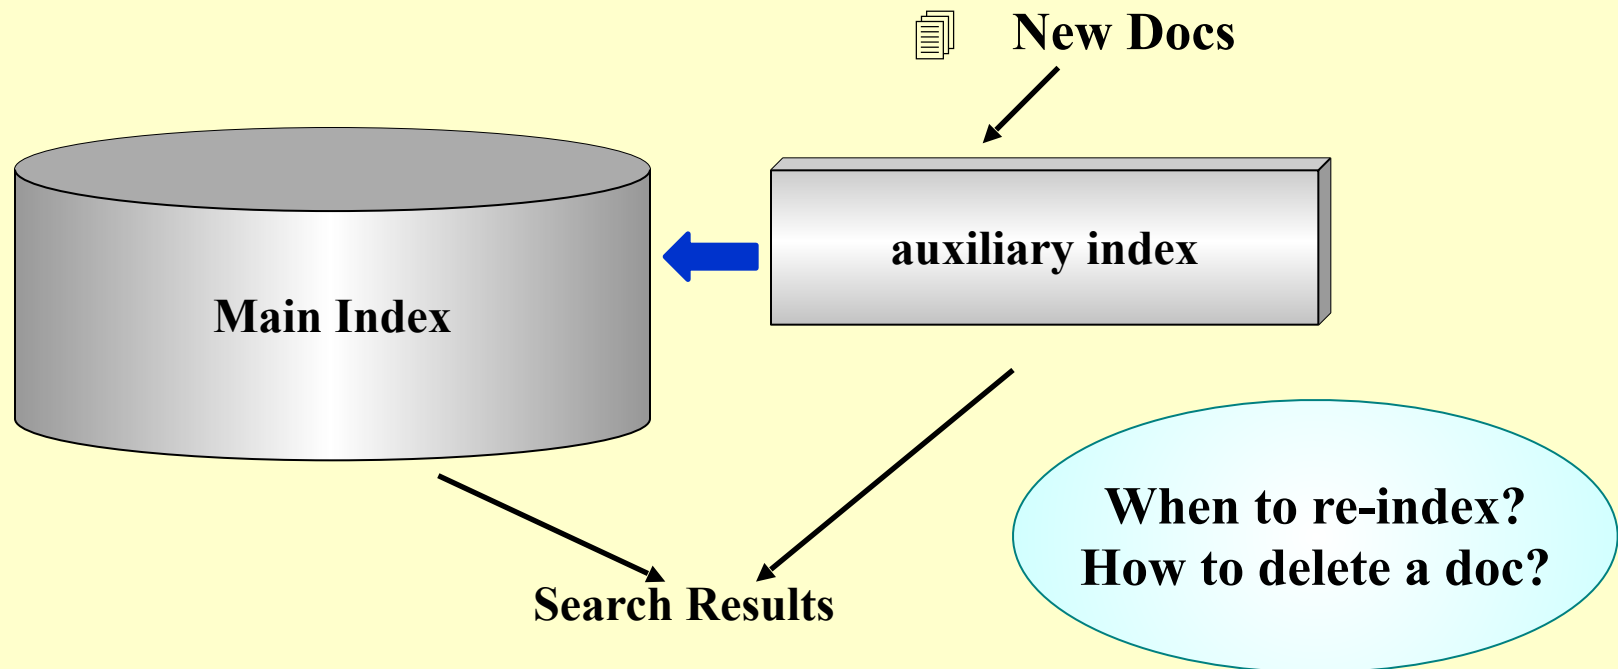 New Docs
auxiliary index
Main Index
When to re-index?
How to delete a doc?
Search Results